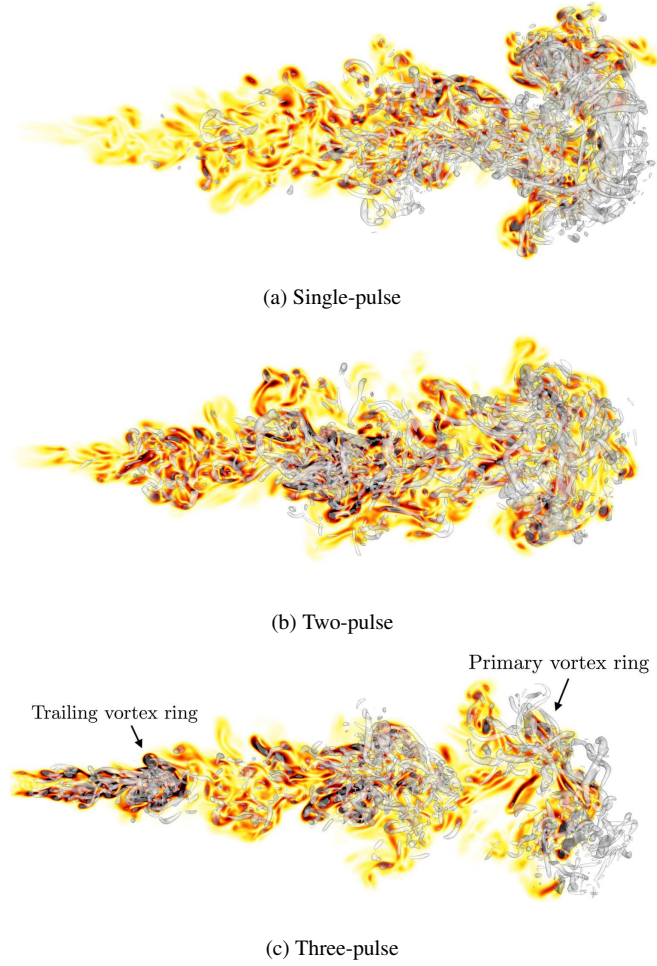 (a) Single-pulse
(b) Two-pulse
Primary vortex ring
Trailing vortex ring
(c) Three-pulse